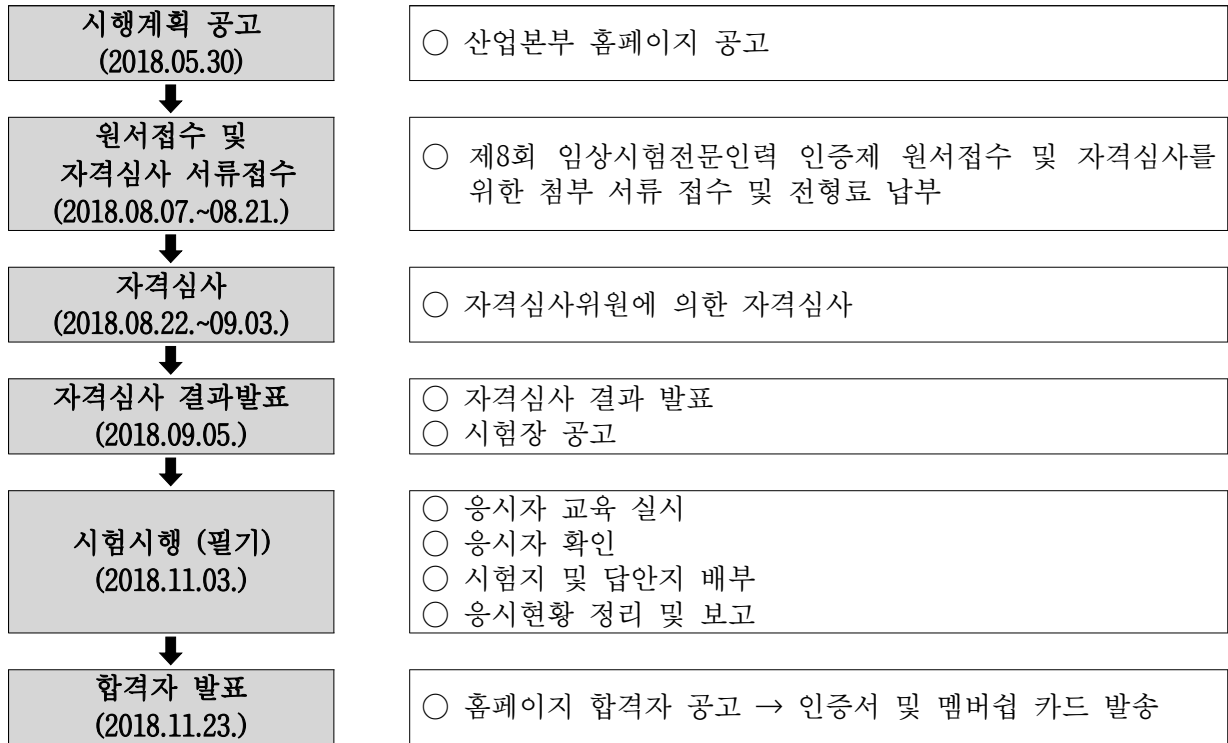 시행계획 공고
(2018.05.30)
○ 산업본부 홈페이지 공고
원서접수 및
자격심사 서류접수
(2018.08.07.~08.21.)
○ 제8회 임상시험전문인력 인증제 원서접수 및 자격심사를
위한 첨부 서류 접수 및 전형료 납부
자격심사
(2018.08.22.~09.03.)
○ 자격심사위원에 의한 자격심사
자격심사 결과발표
(2018.09.05.)
○ 자격심사 결과 발표
○ 시험장 공고
시험시행 (필기)
(2018.11.03.)
○ 응시자 교육 실시
○ 응시자 확인
○ 시험지 및 답안지 배부
○ 응시현황 정리 및 보고
합격자 발표
(2018.11.23.)
○ 홈페이지 합격자 공고 → 인증서 및 멤버쉽 카드 발송